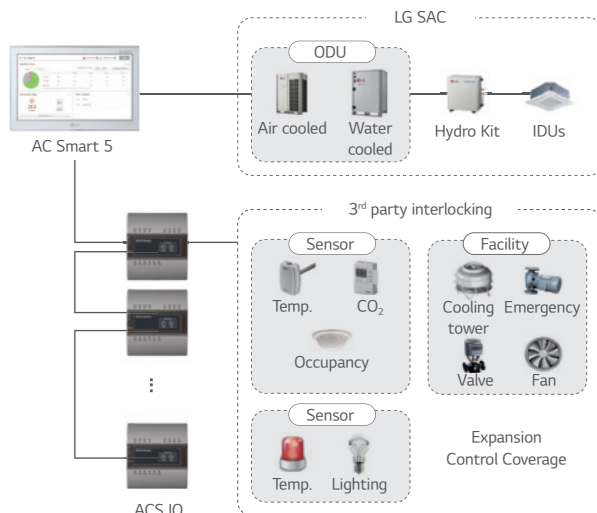 LG SAC
ODU
Air cooled
Water
cooled
Hydro Kit
IDUs
AC Smart 5
3rd party interlocking
Sensor
Temp.
CO2
Occupancy
Facility
Cooling
tower
Emergency
Valve
Fan
Sensor
Temp.
Lighting
Expansion
Control Coverage
ACS IO